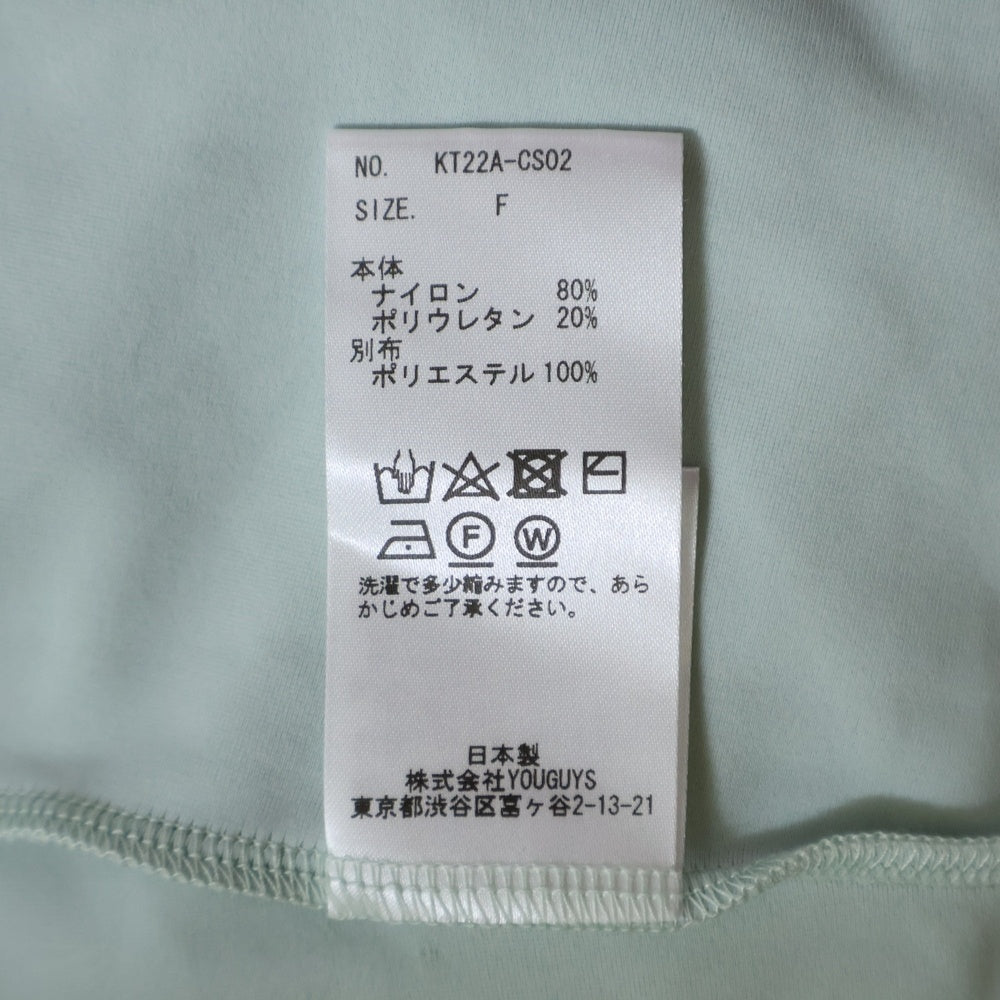 NO. KT22A-CS02
SIZE. F
本体
ナイロン 80%
ポリウレタン 20%
別布
ポリエステル 100%
F W
洗濯で多少縮みますので、あら
かじめご了承ください。
日本製
株式会社YOUGUYS
東京都渋谷区富ヶ谷2-13-21